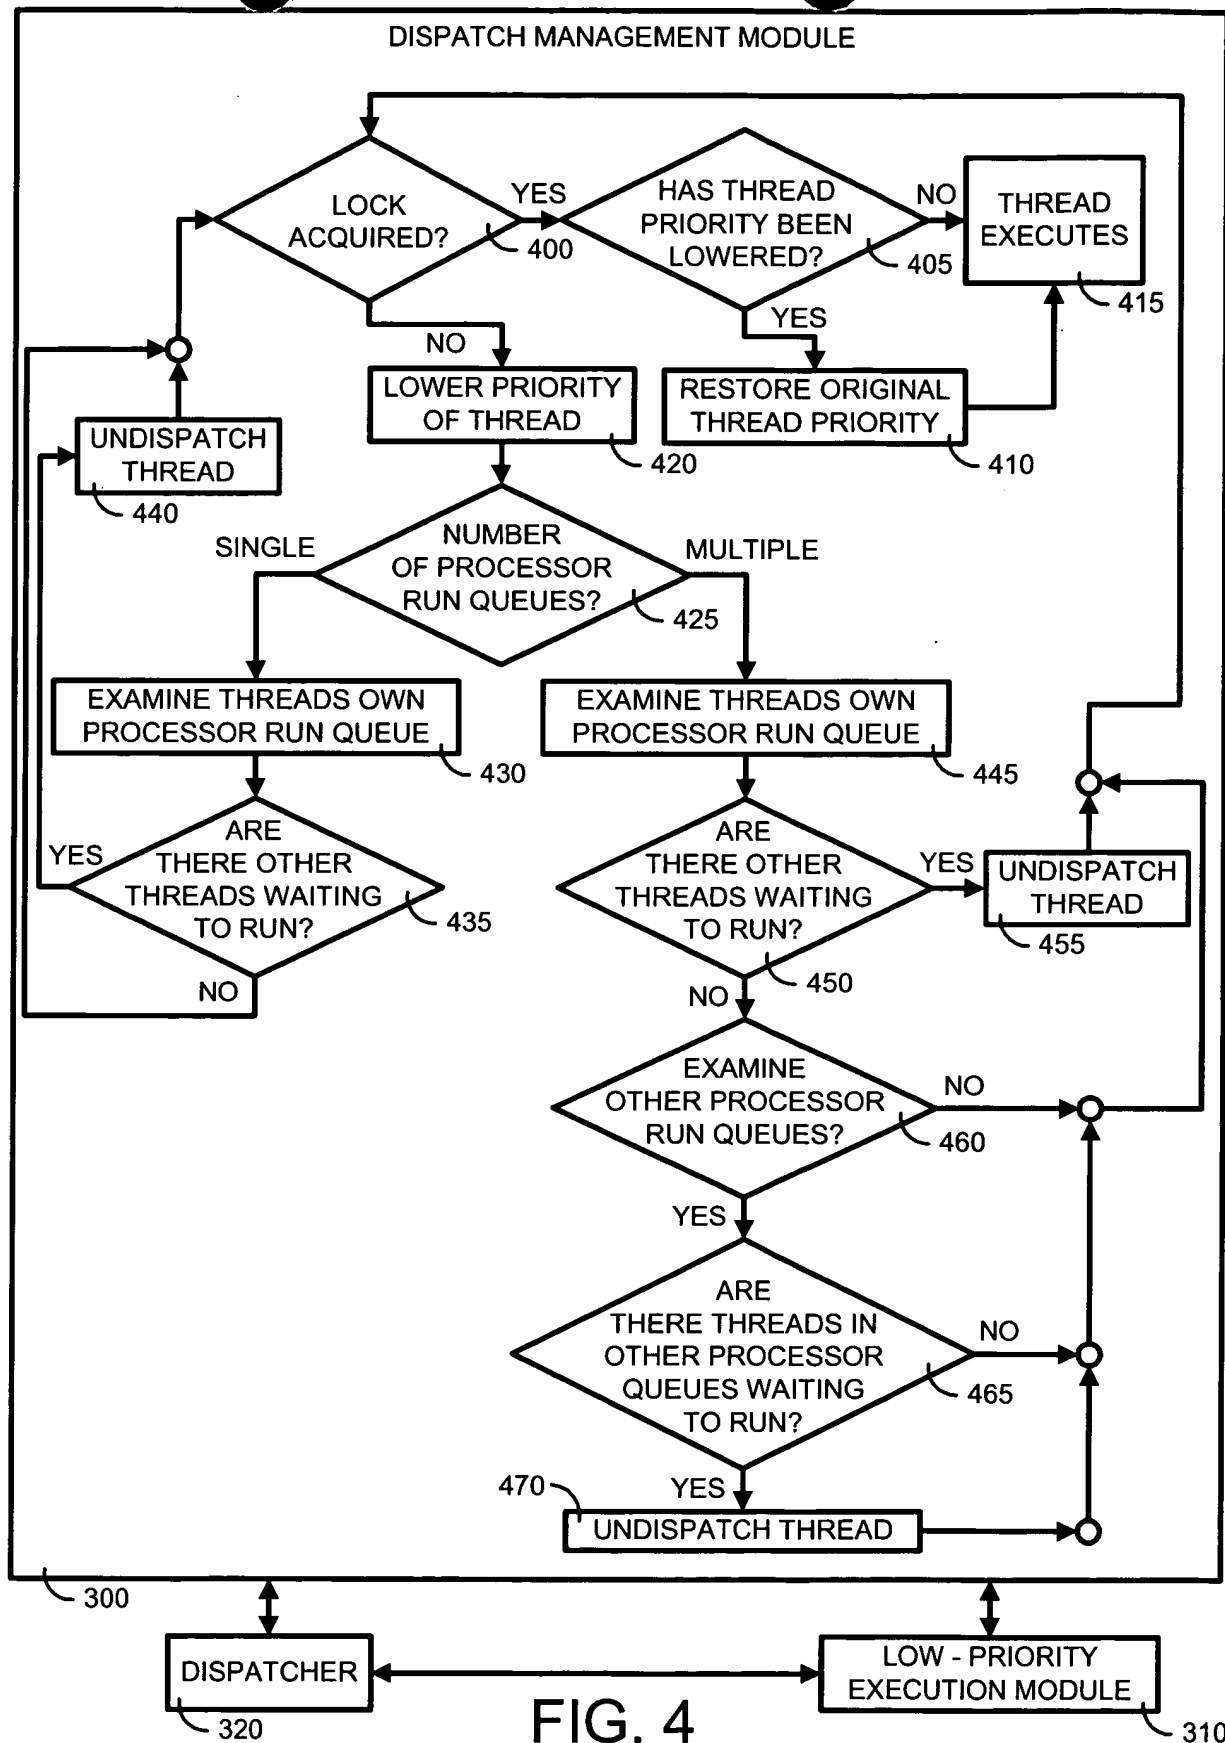 DISPATCH MANAGEMENT MODULE
LOCK
ACQUIRED?
400
YES
HAS THREAD
PRIORITY BEEN
LOWERED?
405
NO
THREAD
EXECUTES
415
NO
YES
LOWER PRIORITY
OF THREAD
420
RESTORE ORIGINAL
THREAD PRIORITY
410
UNDISPATCH
THREAD
440
SINGLE
NUMBER
OF PROCESSOR
RUN QUEUES?
425
MULTIPLE
EXAMINE THREADS OWN
PROCESSOR RUN QUEUE
430
EXAMINE THREADS OWN
PROCESSOR RUN QUEUE
445
YES
ARE
THERE OTHER
THREADS WAITING
TO RUN?
435
NO
ARE
THERE OTHER
THREADS WAITING
TO RUN?
450
YES
UNDISPATCH
THREAD
455
NO
EXAMINE
OTHER PROCESSOR
RUN QUEUES?
460
NO
YES
ARE
THERE THREADS IN
OTHER PROCESSOR
QUEUES WAITING
TO RUN?
465
NO
YES
470
UNDISPATCH THREAD
300
DISPATCHER
320
LOW - PRIORITY
EXECUTION MODULE
310
FIG. 4